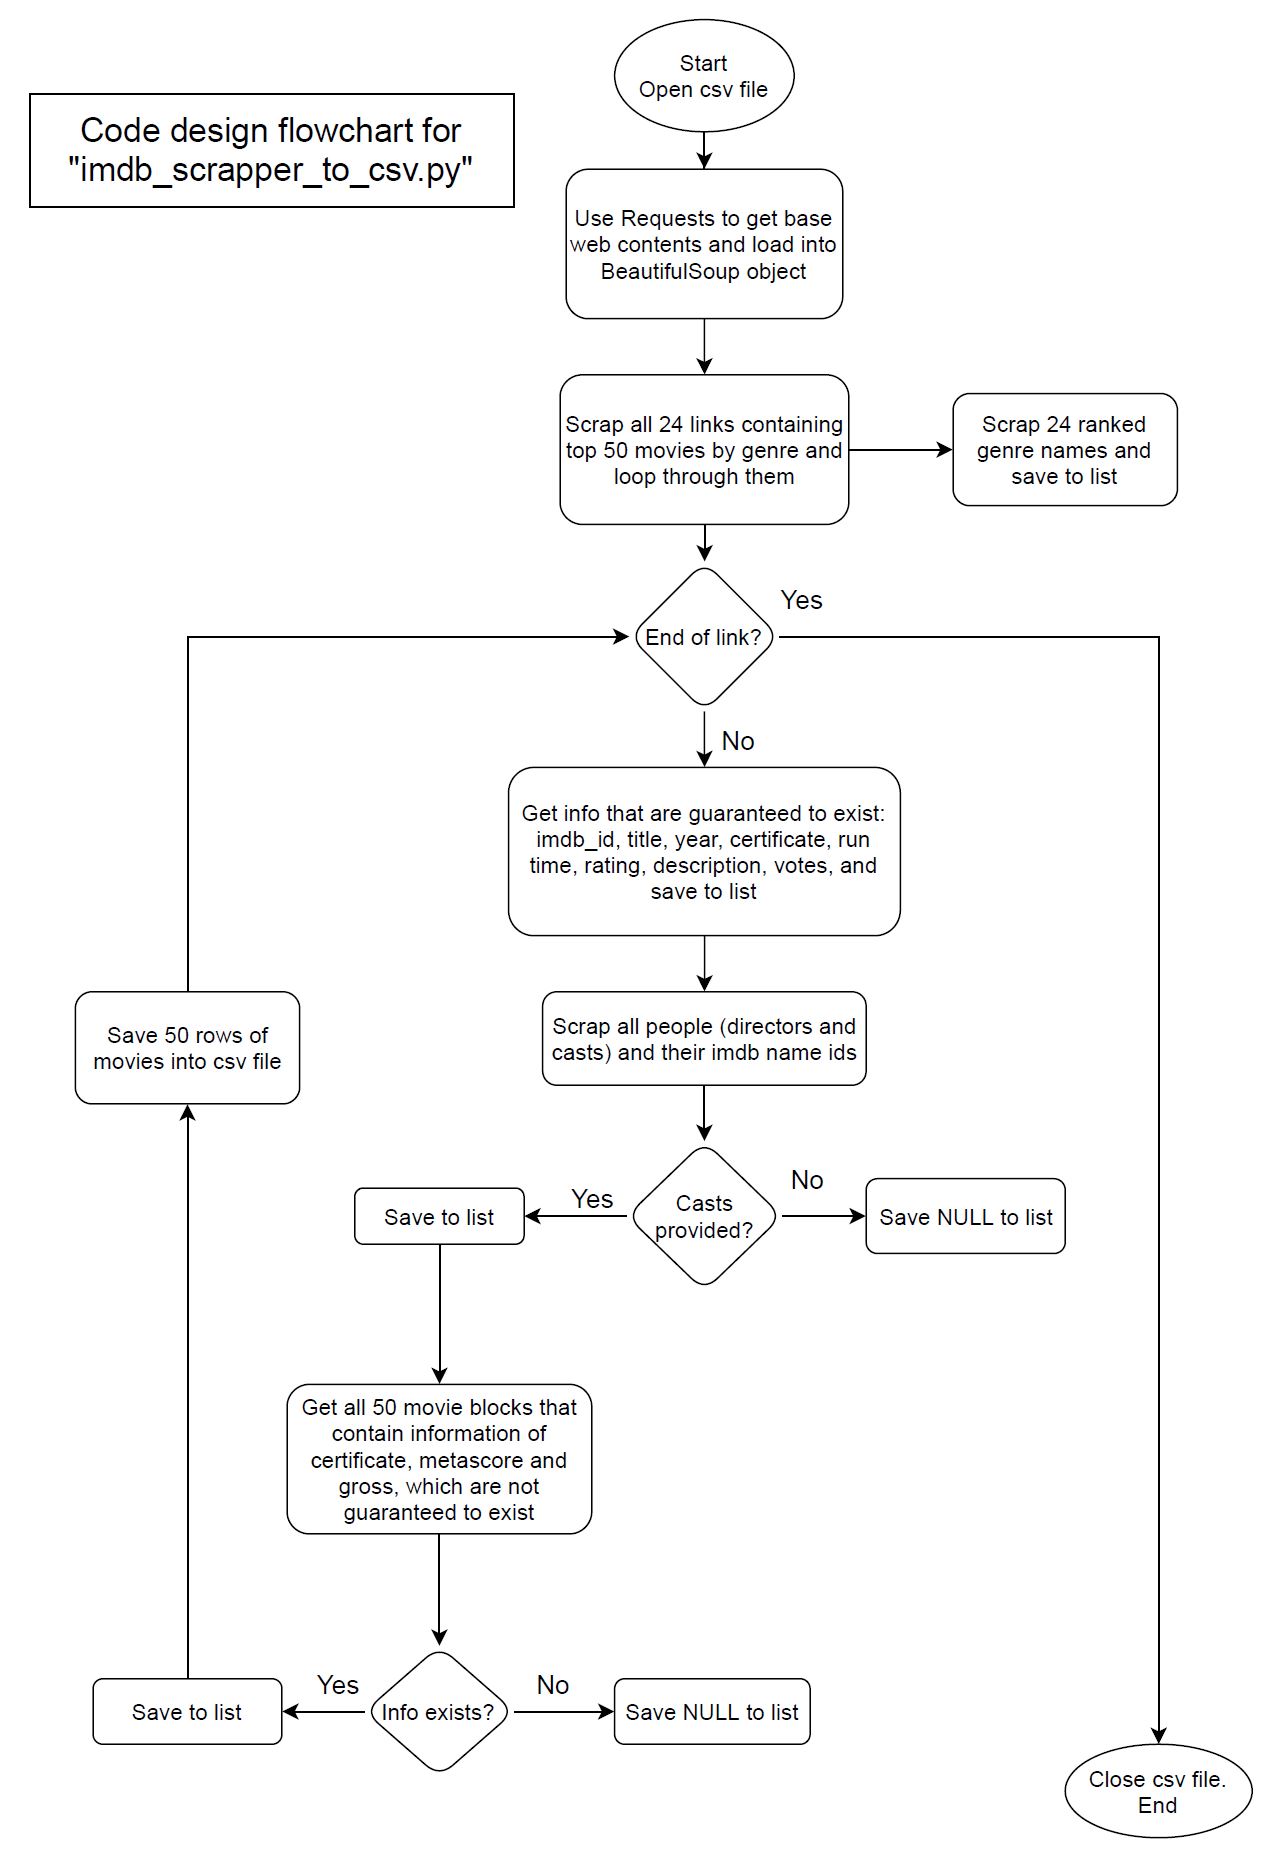 Start
Open csv file
Code design flowchart for
"imdb_scrapper_to_csv.py"
Use Requests to get base
web contents and load into
BeautifulSoup object
Scrap all 24 links containing
top 50 movies by genre and
loop through them
Scrap 24 ranked
genre names and
save to list
End of link?
Yes
No
Get info that are guaranteed to exist:
imdb_id, title, year, certificate, run
time, rating, description, votes, and
save to list
Scrap all people (directors and
casts) and their imdb name ids
Save 50 rows of
movies into csv file
Casts
provided?
Yes
No
Save to list
Save NULL to list
Get all 50 movie blocks that
contain information of
certificate, metascore and
gross, which are not
guaranteed to exist
Info exists?
Yes
No
Save to list
Save NULL to list
Close csv file.
End